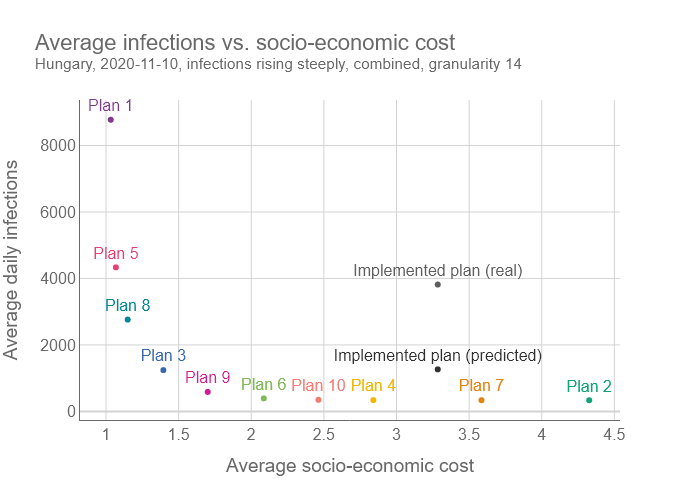 Average infections vs. socio-economic cost
Hungary, 2020-11-10, infections rising steeply, combined, granularity 14
Average daily infections
8000
6000
4000
2000
0
Plan 1
Plan 5
Plan 8
Plan 3
Plan 9
Plan 6
Plan 10
Plan 4
Implemented plan (real)
Implemented plan (predicted)
Plan 7
Plan 2
1
1.5
2
2.5
3
3.5
4
4.5
Average socio-economic cost